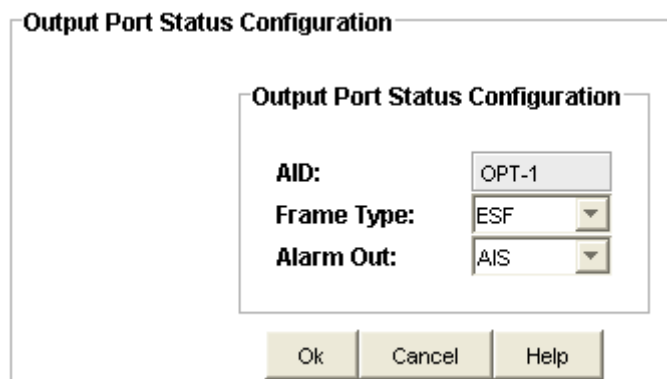 Output Port Status Configuration
Output Port Status Configuration
AID: OPT-1
Frame Type: ESF
Alarm Out: AIS
Ok Cancel Help